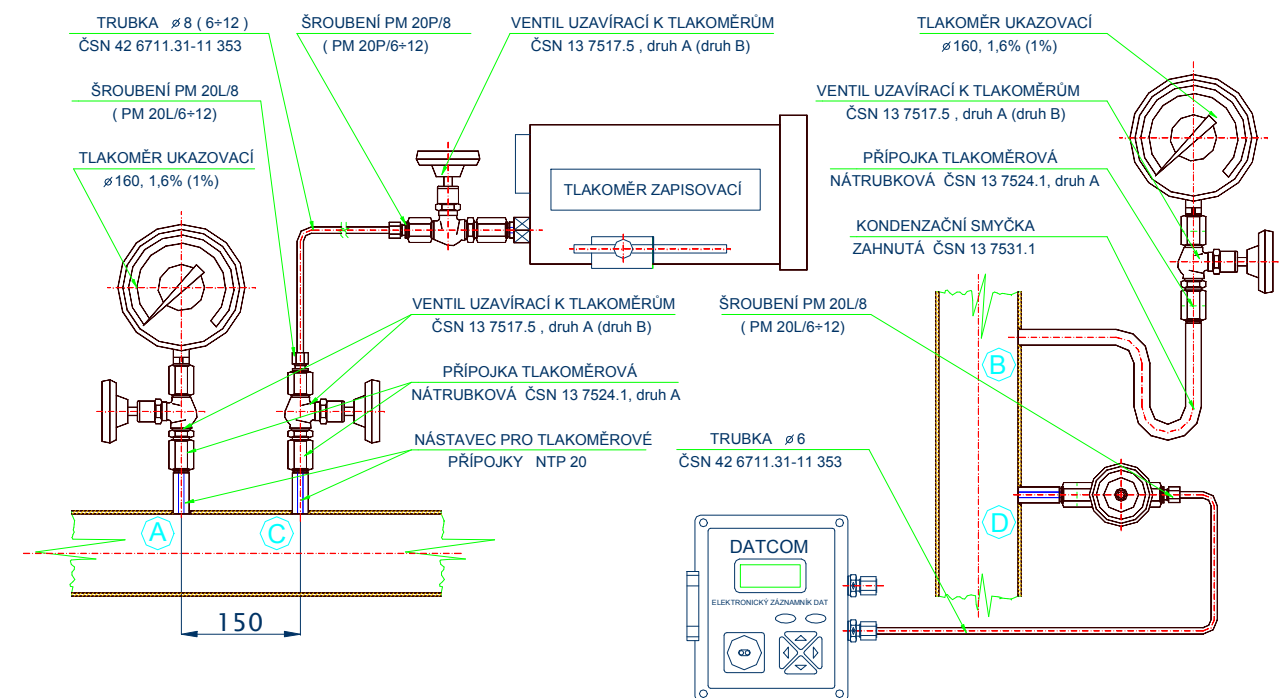 TRUBKA ø 8 ( 6÷12 )
ČSN 42 6711.31-11 353
ŠROUBENÍ PM 20P/8
( PM 20P/6÷12)
VENTIL UZAVÍRACÍ K TLAKOMĚRŮM
ČSN 13 7517.5 , druh A (druh B)
TLAKOMĚR UKAZOVACÍ
ø160, 1,6% (1%)
ŠROUBENÍ PM 20L/8
( PM 20L/6÷12)
VENTIL UZAVÍRACÍ K TLAKOMĚRŮM
ČSN 13 7517.5 , druh A (druh B)
TLAKOMĚR UKAZOVACÍ
ø160, 1,6% (1%)
PŘÍPOJKA TLAKOMĚROVÁ
NÁTRUBKOVÁ ČSN 13 7524.1, druh A
TLAKOMĚR ZAPISOVACÍ
KONDENZAČNÍ SMYČKA
ZAHNUTÁ ČSN 13 7531.1
VENTIL UZAVÍRACÍ K TLAKOMĚRŮM
ČSN 13 7517.5 , druh A (druh B)
ŠROUBENÍ PM 20L/8
( PM 20L/6÷12)
PŘÍPOJKA TLAKOMĚROVÁ
NÁTRUBKOVÁ ČSN 13 7524.1, druh A
B
NÁSTAVEC PRO TLAKOMĚROVÉ
PŘÍPOJKY NTP 20
TRUBKA ø 6
ČSN 42 6711.31-11 353
A
C
D
DATCOM
ELEKTRONICKÝ ZÁZNAMNÍK DAT
150